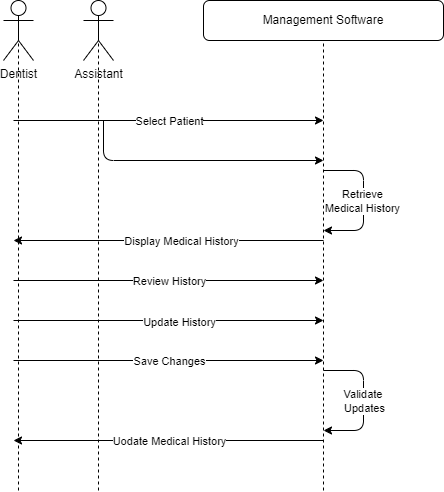 Management Software
Dentist
Assistant
Select Patient
Retrieve
Medical History
Display Medical History
Review History
Update History
Save Changes
Validate
Updates
Uodate Medical History